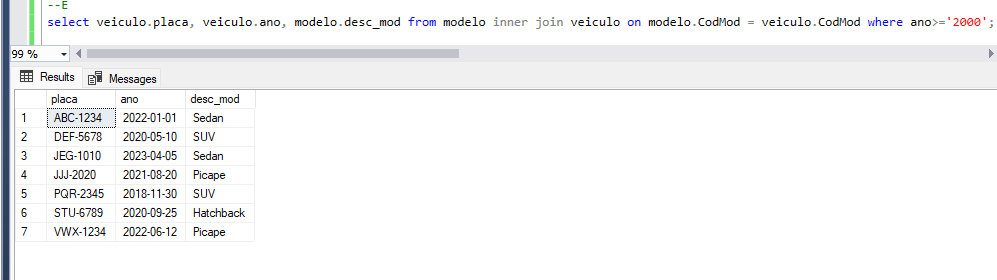 --E
select veiculo.placa, veiculo.ano, modelo.desc_mod from modelo inner join veiculo on modelo.CodMod = veiculo.CodMod where ano>='2000';
99 %
Results Messages
placa ano desc_mod
1 ABC-1234 2022-01-01 Sedan
2 DEF-5678 2020-05-10 SUV
3 JEG-1010 2023-04-05 Sedan
4 JJJ-2020 2021-08-20 Picape
5 PQR-2345 2018-11-30 SUV
6 STU-6789 2020-09-25 Hatchback
7 VWX-1234 2022-06-12 Picape